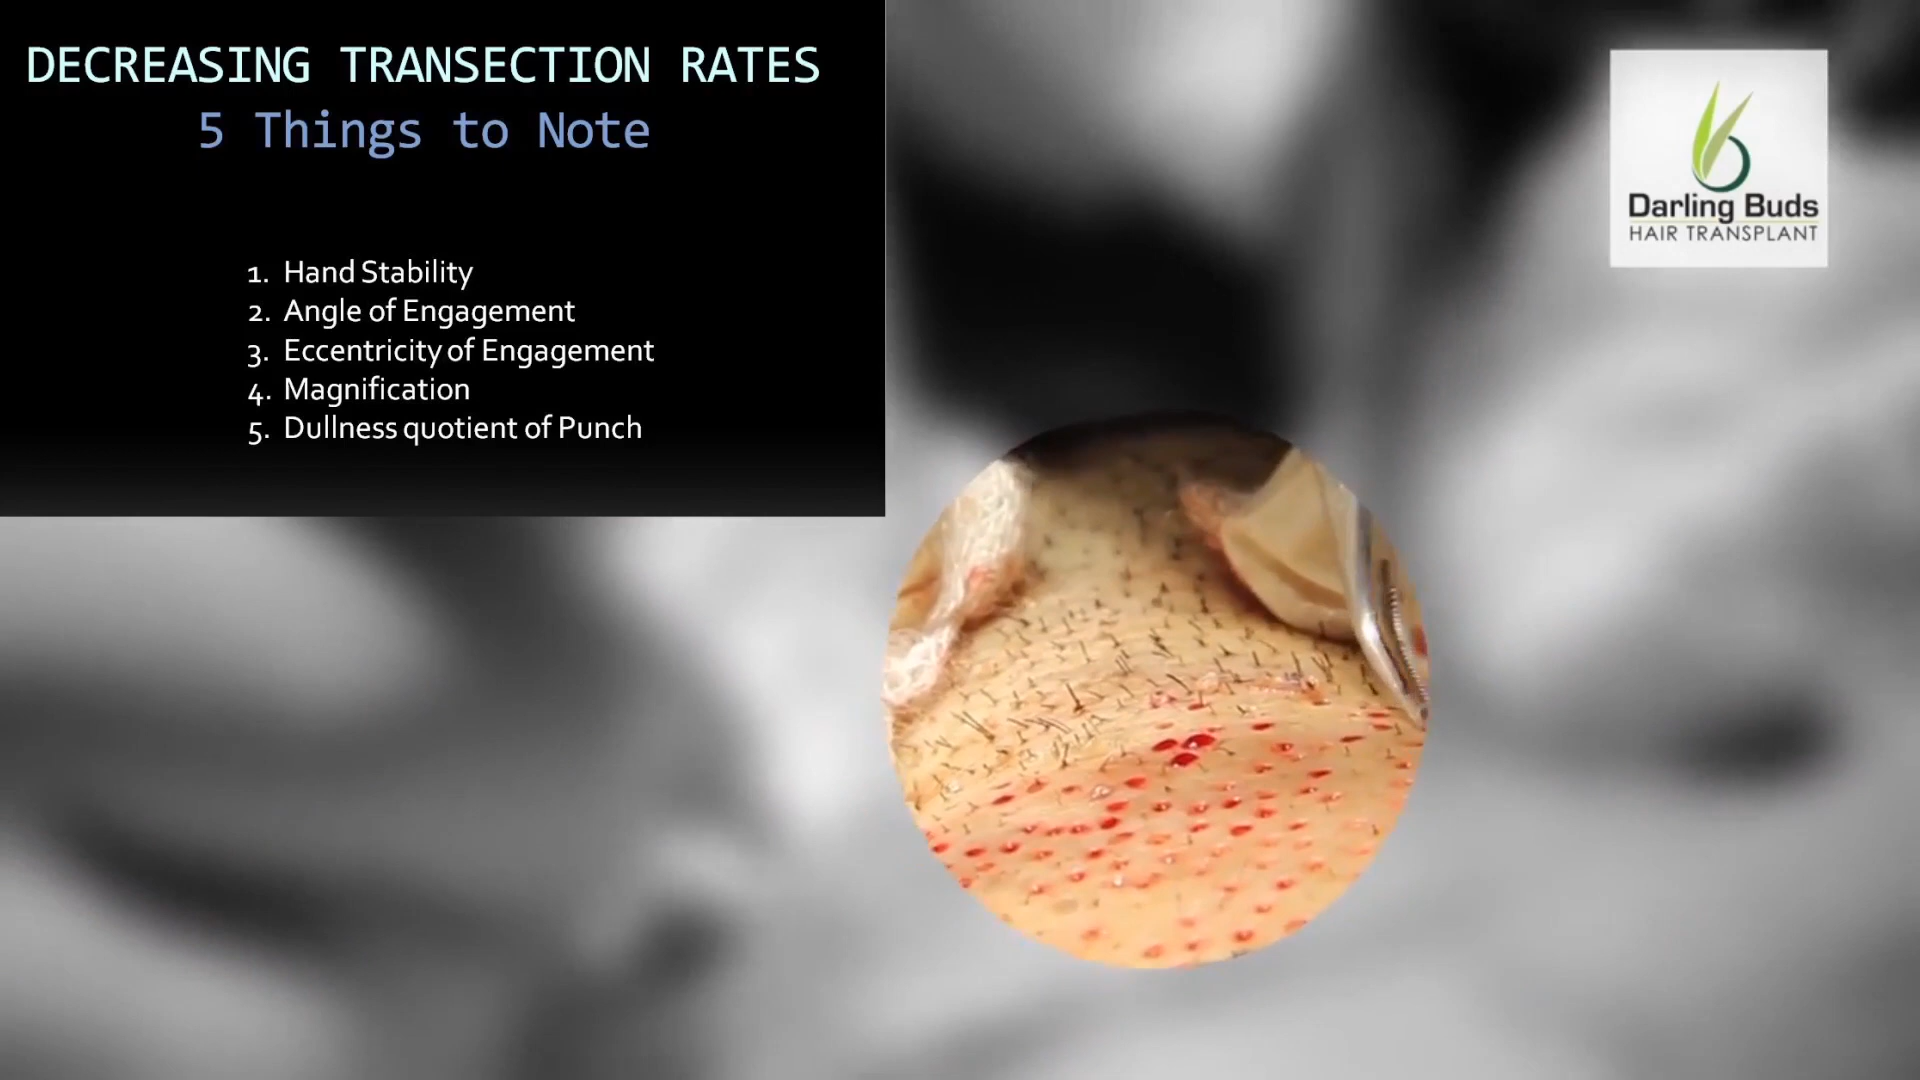 DECREASING TRANSECTION RATES
5 Things to Note
1. Hand Stability
2. Angle of Engagement
3. Eccentricity of Engagement
4. Magnification
5. Dullness quotient of Punch
Darling Buds
HAIR TRANSPLANT